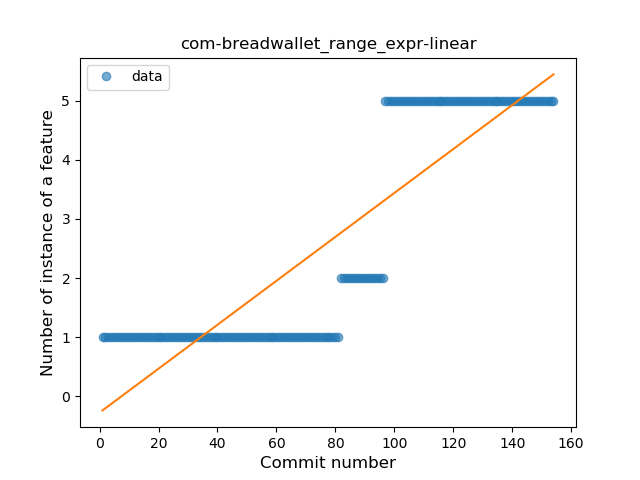 com-breadwallet_range_expr-linear
data
Number of instance of a feature
5
4
3
2
1
0
0 20 40 60 80 100 120 140 160
Commit number